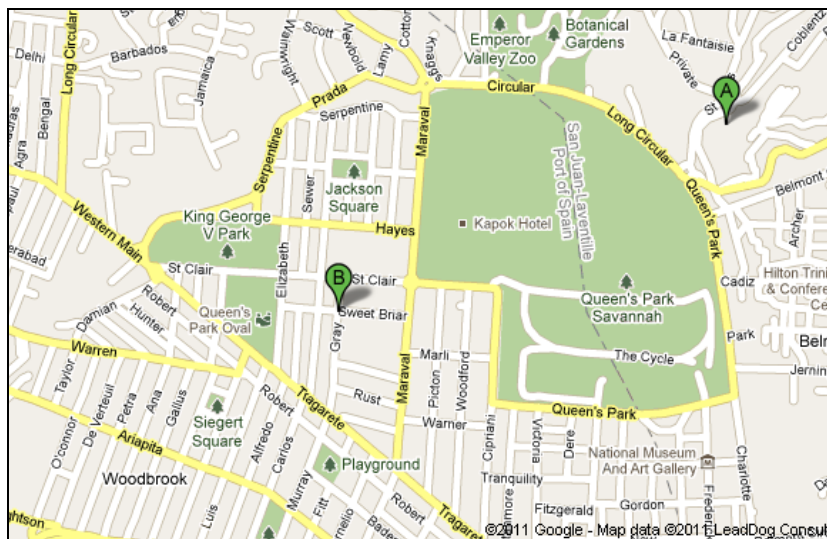 Scott
Newbold
Cotton
Wainwright
Lamy
Knaggs
Emperor
Valley Zoo
Botanical
Gardens
La Fantaisie
Coblentz
Delhi
Barbados
Long Circular
Jamaica
Private
A
Bengal
Agra
Prada
Circular
Serpentine
Long Circular
Serpentine
Maraval
San Juan-Laventille
Port of Spain
Jackson
Square
Sewer
Belmont
Western Main
King George
V Park
Hayes
Kapok Hotel
Queen's Park
Archer
St Clair
Elizabeth
B
St Clair
Cadiz
Hilton Trini
& Conferen
Queen's Park
Savannah
Robert
Damian
Hunter
Queen's
Park Oval
Gray
Sweet Briar
Park
Warren
Marli
The Cycle
Maraval
Picton
Woodford
Taylor
De Verteuil
Petra
Ana
Gallus
Tragarete
Rust
O'connor
Ariapita
Siegert
Square
Robert
Warner
Cipriani
Queen's Park
Victoria
Dere
Alfredo
Carlos
National Museum
And Art Gallery
Charlotte
Woodbrook
Murray
Playground
Tranquility
Luis
Fitt
Robert
Tragarete
Fitzgerald
Gordon
©2011 Google - Map data ©2011 LeadDog Consul